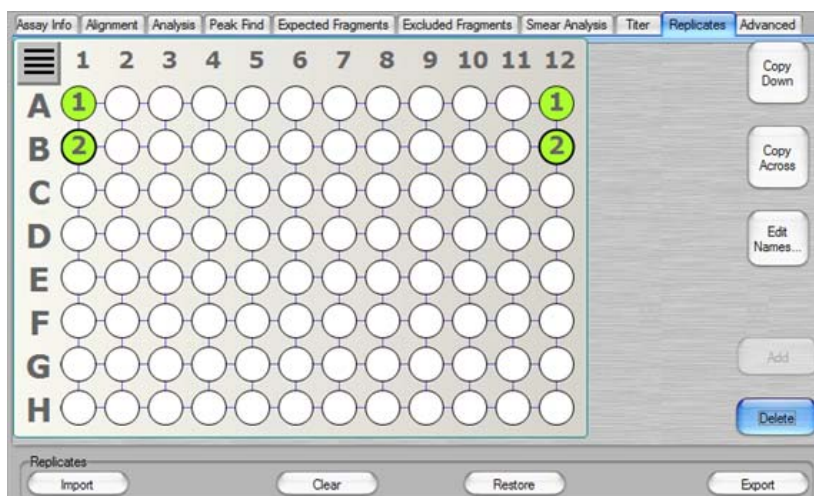 Assay Info Alignment Analysis Peak Find Expected Fragments Excluded Fragments Smear Analysis Titer Replicates Advanced
1 2 3 4 5 6 7 8 9 10 11 12
A 1 1
B 2 2
C
D
E
F
G
H
Copy
Down
Copy
Across
Edit
Names...
Add
Delete
Replicates
Import Clear Restore Export